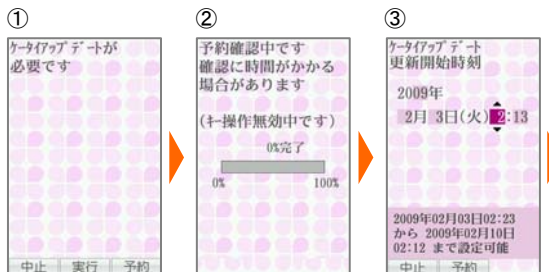 ①
ｹｰﾀｲｱｯﾌﾟﾃﾞｰﾄが
必要です
中止 実行 予約
②
予約確認中です
確認に時間がかかる
場合があります
(ｷｰ操作無効中です)
0%完了
0% 100%
③
ｹｰﾀｲｱｯﾌﾟﾃﾞｰﾄ
更新開始時刻
2009年
2月 3日(火) 2:13
2009年02月03日02:23
から 2009年02月10日
02:12 まで設定可能
中止 予約